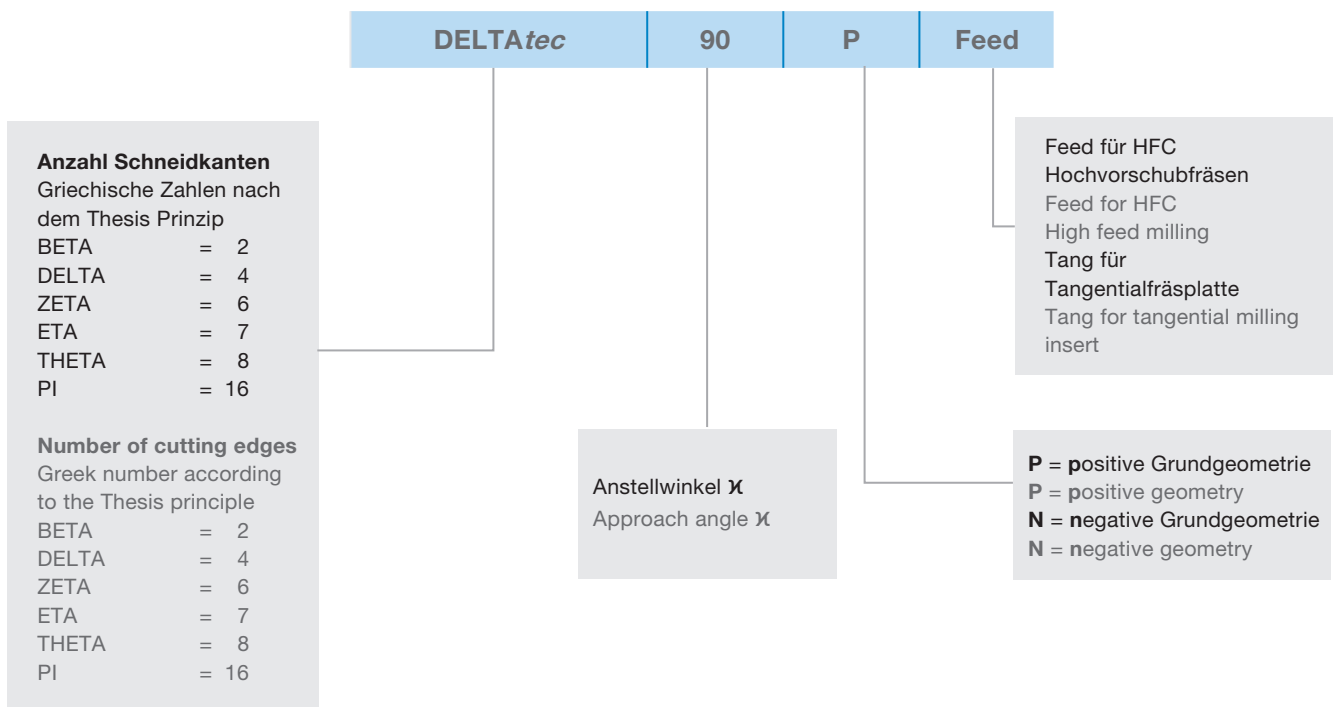 DELTAtec 90 P Feed
Anzahl Schneidkanten
Griechische Zahlen nach
dem Thesis Prinzip
BETA = 2
DELTA = 4
ZETA = 6
ETA = 7
THETA = 8
PI = 16
Number of cutting edges
Greek number according
to the Thesis principle
BETA = 2
DELTA = 4
ZETA = 6
ETA = 7
THETA = 8
PI = 16
Anstellwinkel ϰ
Approach angle ϰ
Feed für HFC
Hochvorschubfräsen
Feed for HFC
High feed milling
Tang für
Tangentialfräsplatte
Tang for tangential milling
insert
P = positive Grundgeometrie
P = positive geometry
N = negative Grundgeometrie
N = negative geometry